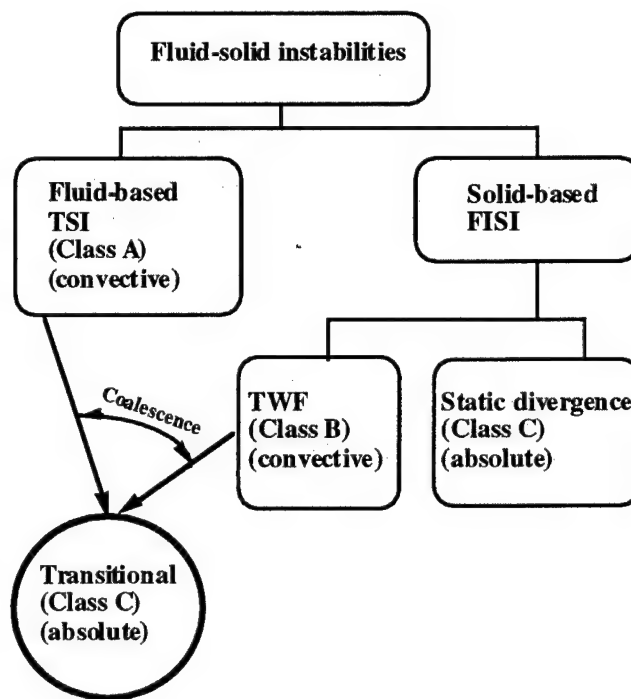 Fluid-solid instabilities
Fluid-based
TSI
(Class A)
(convective)
Solid-based
FISI
Coalescence
TWF
(Class B)
(convective)
Static divergence
(Class C)
(absolute)
Transitional
(Class C)
(absolute)